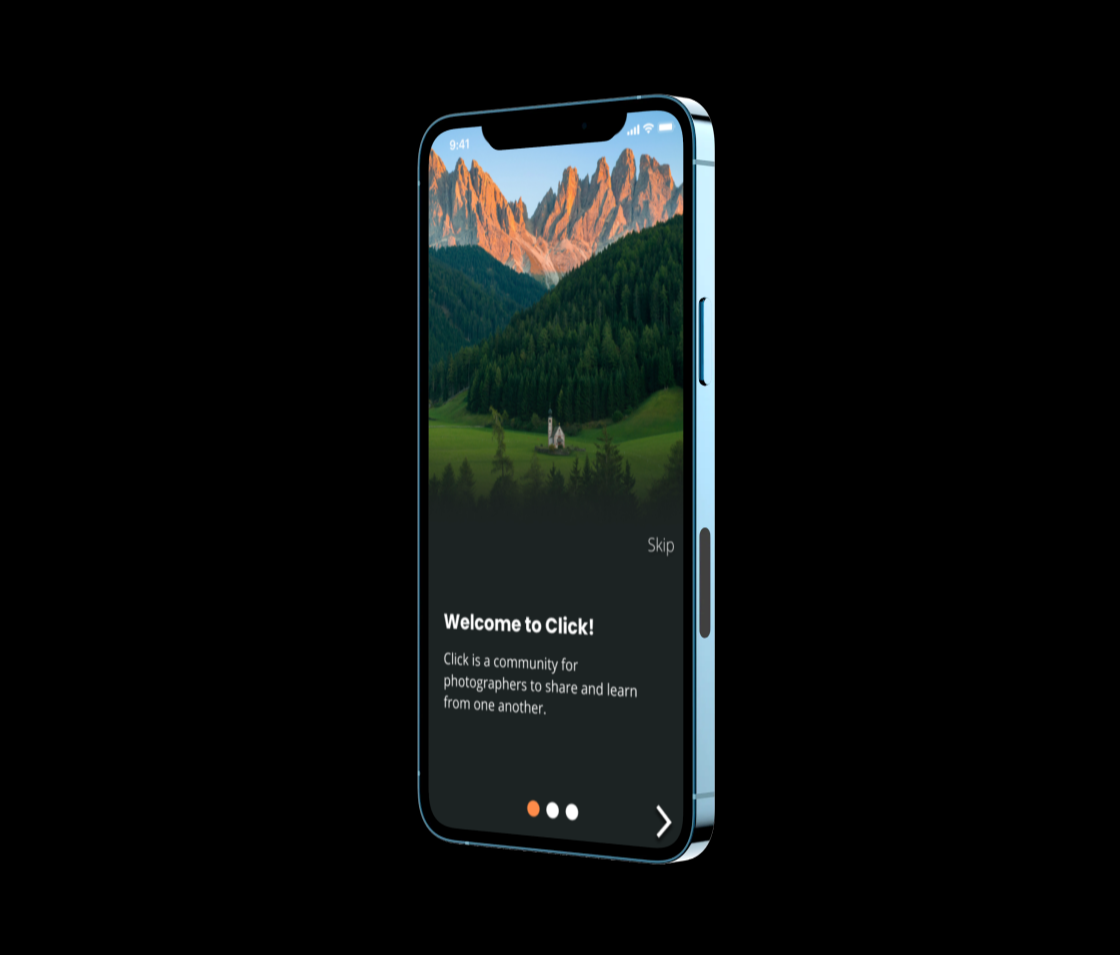 9:41
Skip
Welcome to Click!
Click is a community for
photographers to share and learn
from one another.